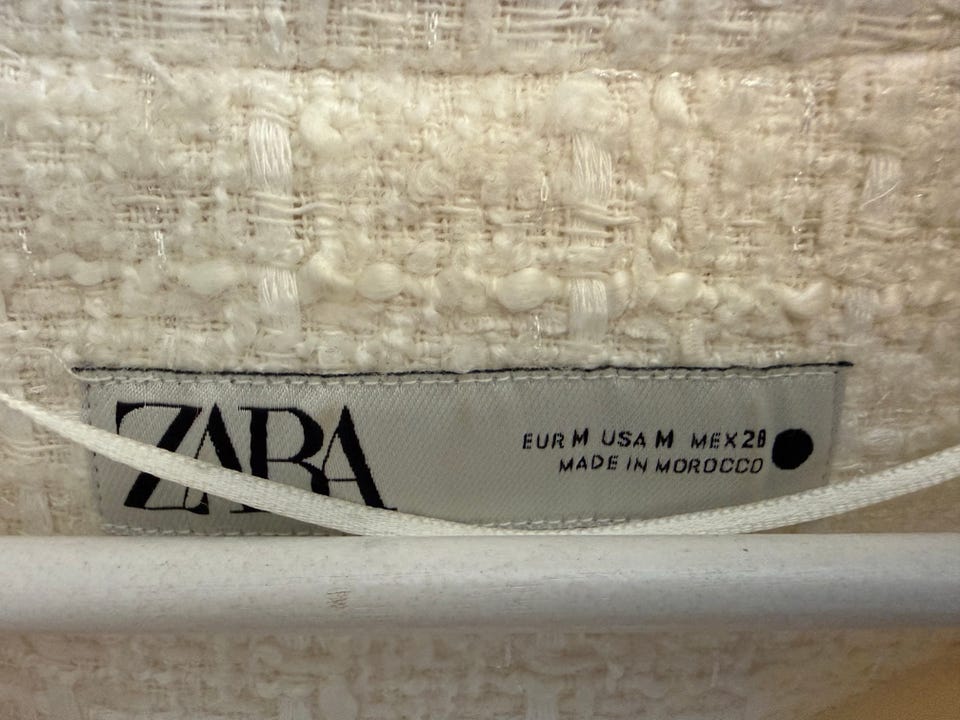 ZARA
EUR M USA M MEX 28
MADE IN MOROCCO